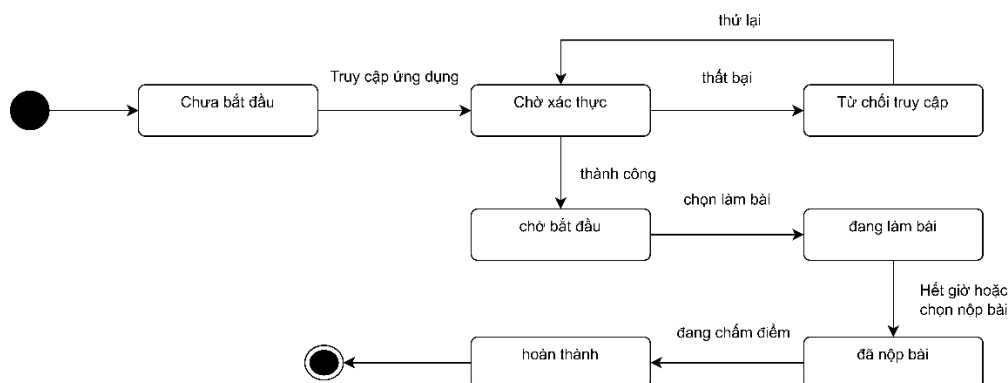 thử lại
Truy cập ứng dụng
thất bại
Chưa bắt đầu
Chờ xác thực
Từ chối truy cập
thành công
chọn làm bài
chờ bắt đầu
đang làm bài
Hết giờ hoặc
chọn nộp bài
đang chấm điểm
hoàn thành
đã nộp bài